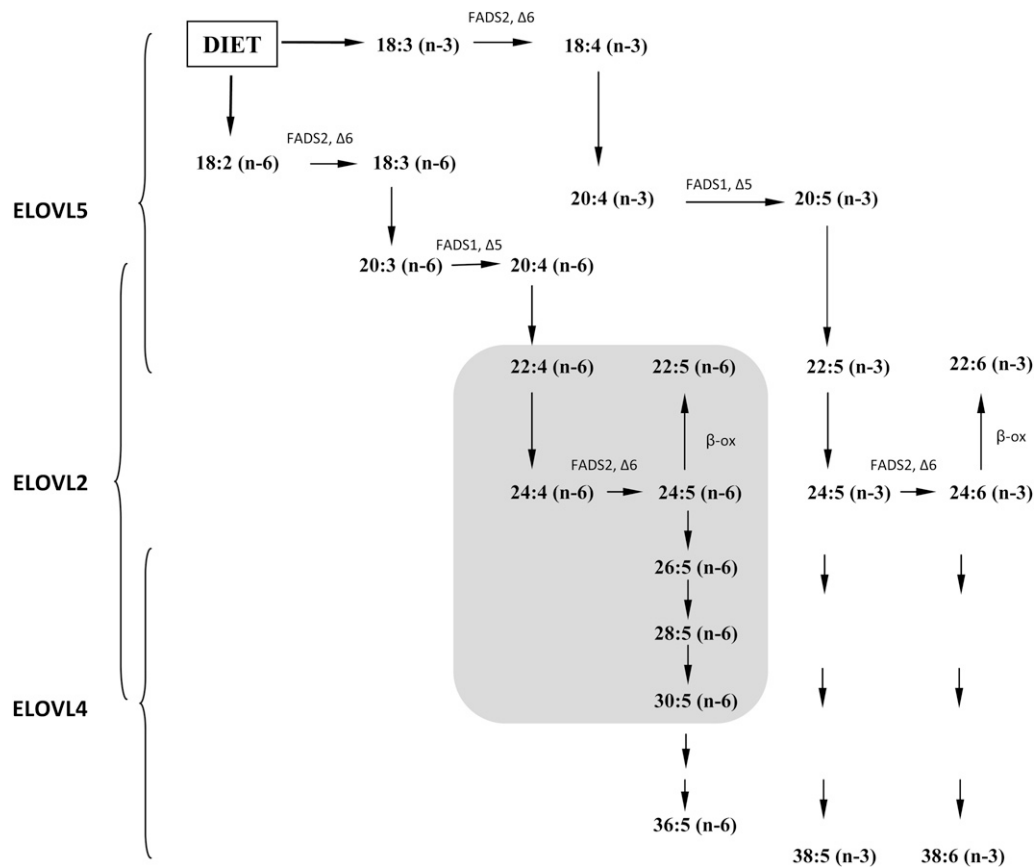 FADS2, Δ6
DIET 18:3 (n-3) 18:4 (n-3)
FADS2, Δ6
18:2 (n-6) 18:3 (n-6)
FADS1, Δ5
20:4 (n-3) 20:5 (n-3)
ELOVL5
FADS1, Δ5
20:3 (n-6) 20:4 (n-6)
22:4 (n-6) 22:5 (n-6) 22:5 (n-3) 22:6 (n-3)
β-ox β-ox
FADS2, Δ6 FADS2, Δ6
ELOVL2
24:4 (n-6) 24:5 (n-6) 24:5 (n-3) 24:6 (n-3)
26:5 (n-6)
28:5 (n-6)
ELOVL4
30:5 (n-6)
36:5 (n-6)
38:5 (n-3) 38:6 (n-3)